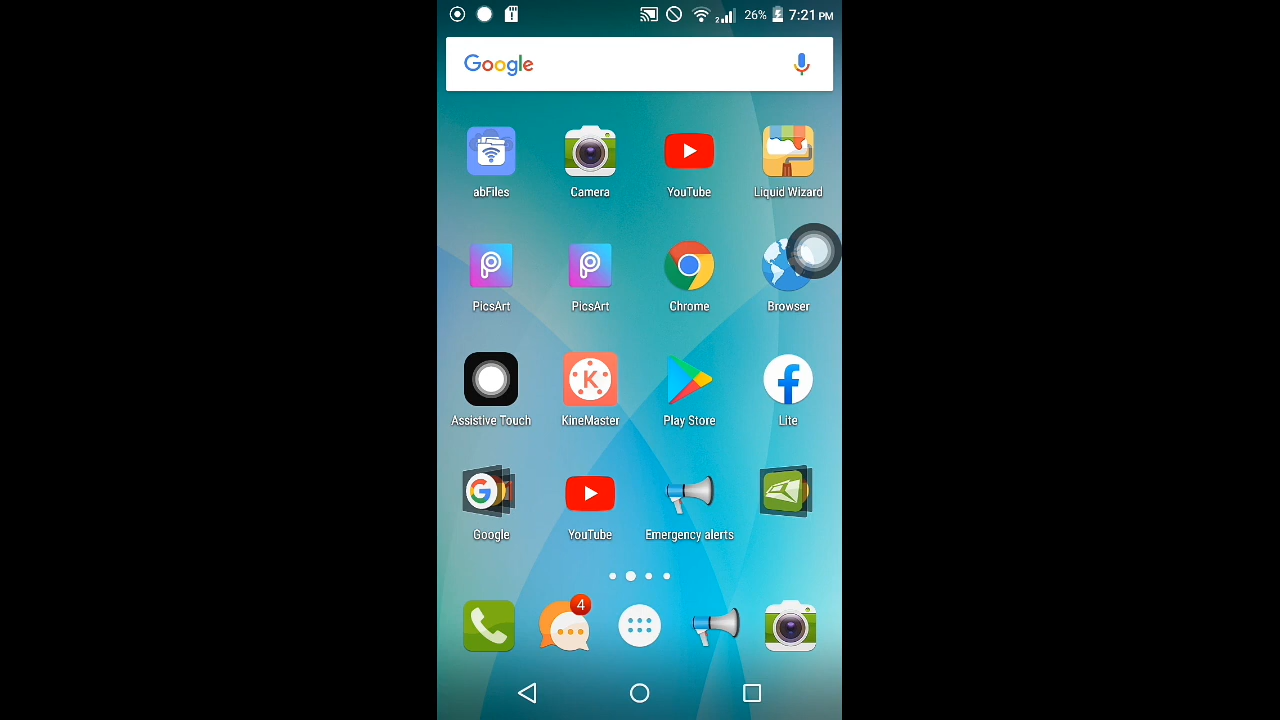 2 26% 7:21 PM
Google
abFiles Camera YouTube Liquid Wizard
PicsArt PicsArt Chrome Browser
K
Assistive Touch KineMaster Play Store Lite
G
Google YouTube Emergency alerts
4